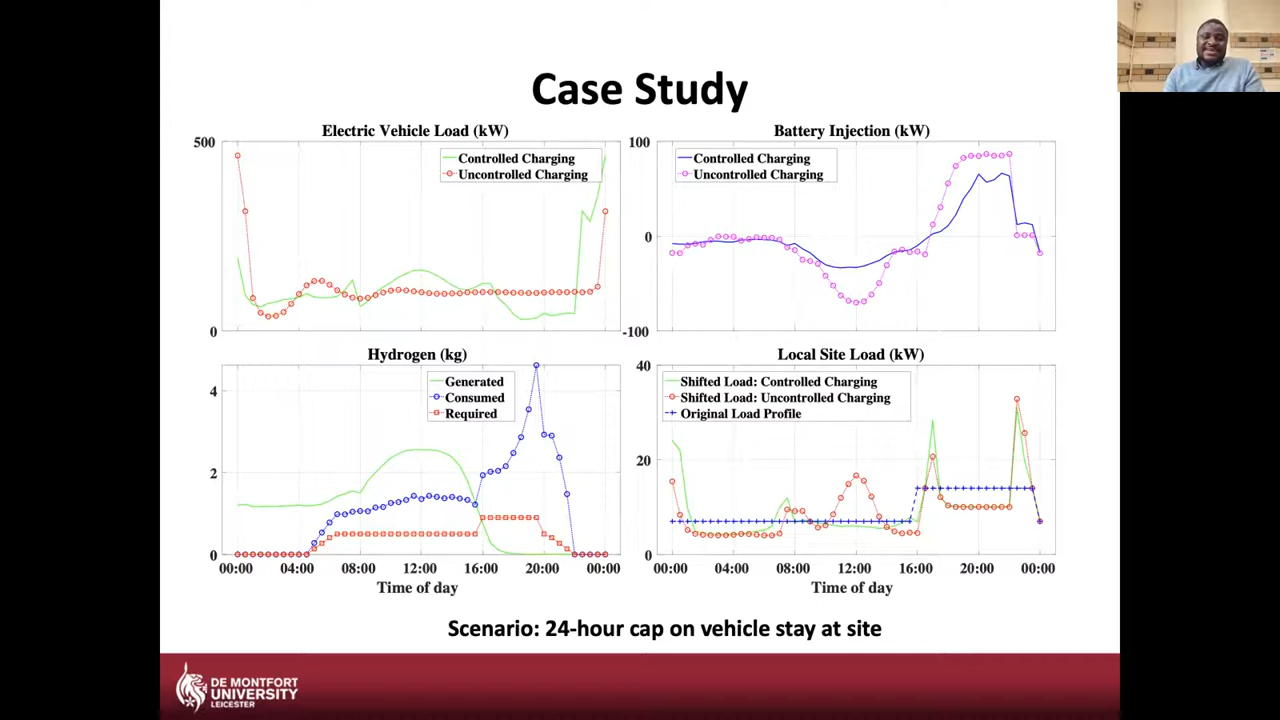 Case Study
Electric Vehicle Load (kW)
500
0
Controlled Charging
Uncontrolled Charging
Battery Injection (kW)
100
0
-100
Controlled Charging
Uncontrolled Charging
Hydrogen (kg)
4
2
0
Generated
Consumed
Required
00:00 04:00 08:00 12:00 16:00 20:00 00:00
Time of day
Local Site Load (kW)
40
20
0
Shifted Load: Controlled Charging
Shifted Load: Uncontrolled Charging
Original Load Profile
00:00 04:00 08:00 12:00 16:00 20:00 00:00
Time of day
Scenario: 24-hour cap on vehicle stay at site
DE MONTFORT
UNIVERSITY
LEICESTER